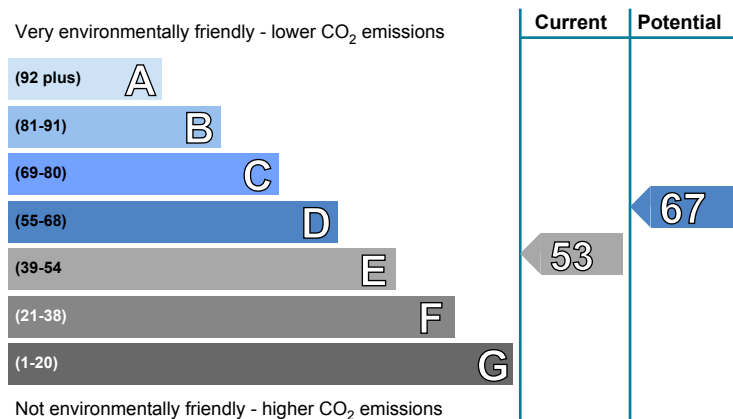 Current Potential
Very environmentally friendly - lower CO2 emissions
(92 plus) A
(81-91) B
(69-80) C
(55-68) D
67
(39-54 E
53
(21-38) F
(1-20) G
Not environmentally friendly - higher CO2 emissions